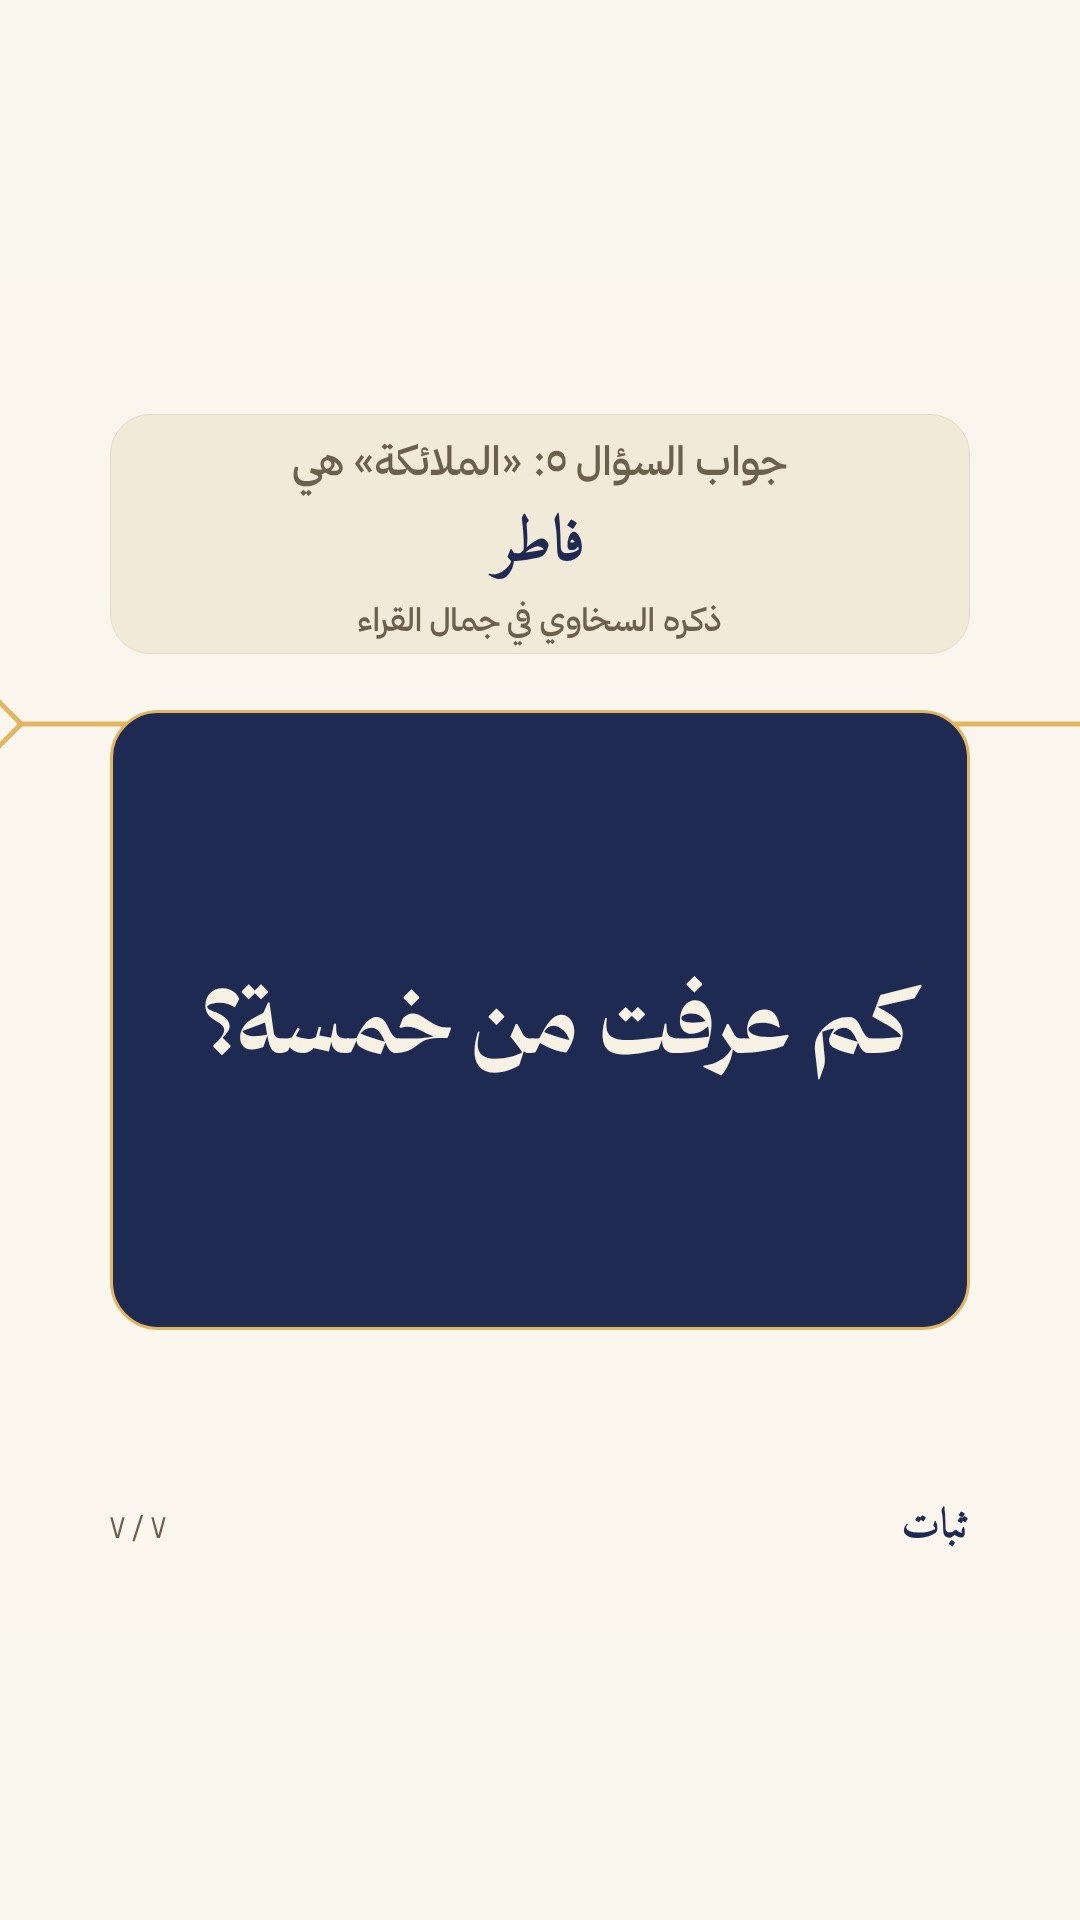 جواب السؤال ٥: «الملائكة» هي
فاطر
ذكره السخاوي في جمال القراء
كم عرفت من خمسة؟
ثبات
٧ / ٧